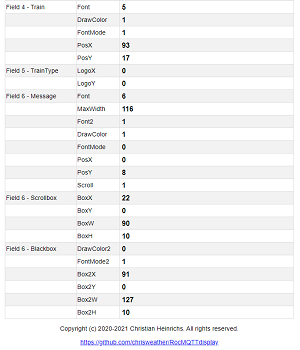 Field 4 - Train Font 5
DrawColor 1
FontMode 1
PosX 93
PosY 17
Field 5 - TrainType LogoX 0
LogoY 0
Field 6 - Message Font 6
MaxWidth 116
Font2 1
DrawColor 1
FontMode 0
PosX 0
PosY 8
Scroll 1
Field 6 - Scrollbox BoxX 22
BoxY 0
BoxW 90
BoxH 10
Field 6 - Blackbox DrawColor2 0
FontMode2 1
Box2X 91
Box2Y 0
Box2W 127
Box2H 10
Copyright (c) 2020-2021 Christian Heinrichs. All rights reserved.
https://github.com/chrisweather/RocMQTTdisplay